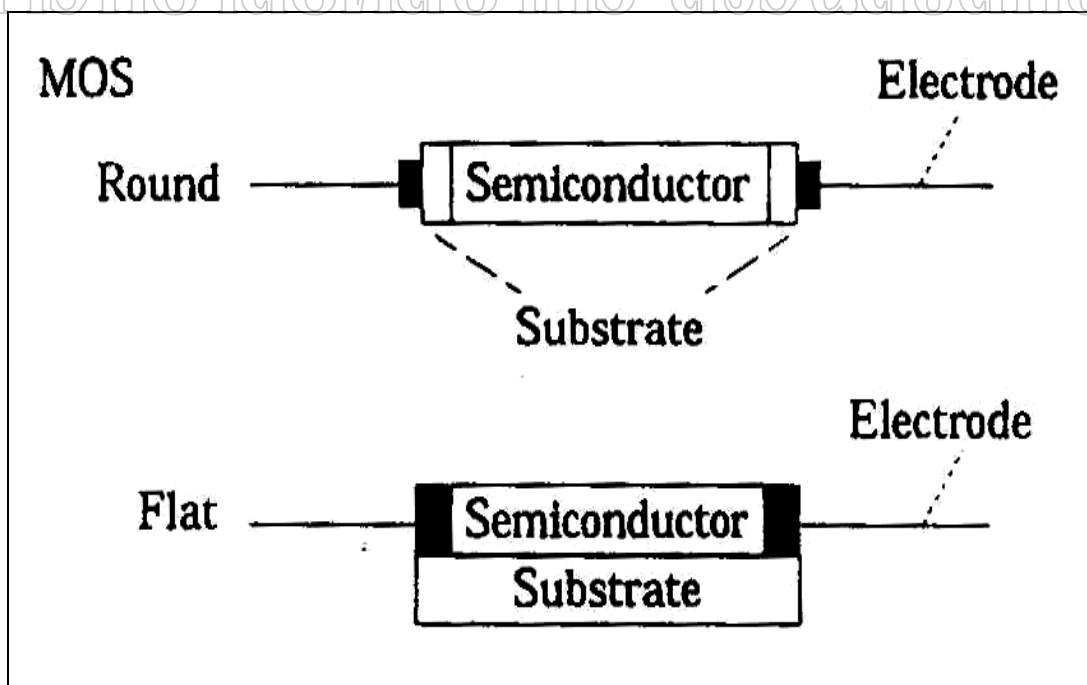 MOS
Electrode
Round
Semiconductor
Substrate
Electrode
Flat
Semiconductor
Substrate